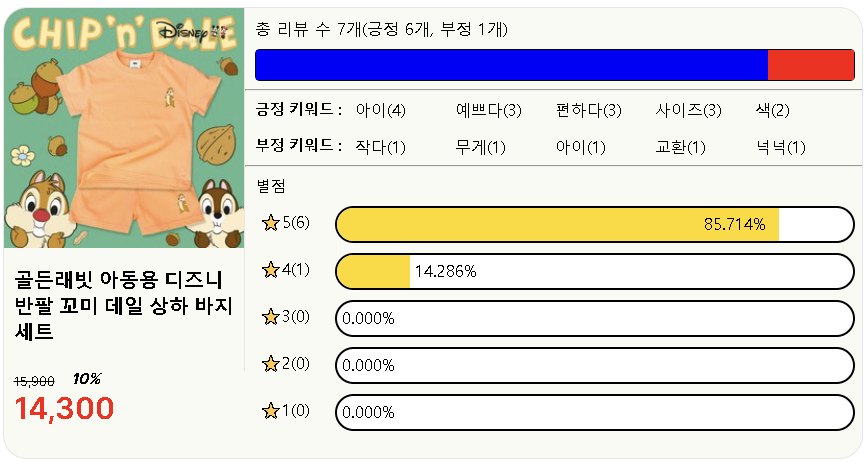 CHIP 'n' DALE
Disney
골든래빗 아동용 디즈니
반팔 꼬미 데일 상하 바지
세트
15,900 10%
14,300
총 리뷰 수 7개(긍정 6개, 부정 1개)
긍정 키워드 : 아이(4) 예쁘다(3) 편하다(3) 사이즈(3) 색(2)
부정 키워드 : 작다(1) 무게(1) 아이(1) 교환(1) 넉넉(1)
별점
5(6) 85.714%
4(1) 14.286%
3(0) 0.000%
2(0) 0.000%
1(0) 0.000%